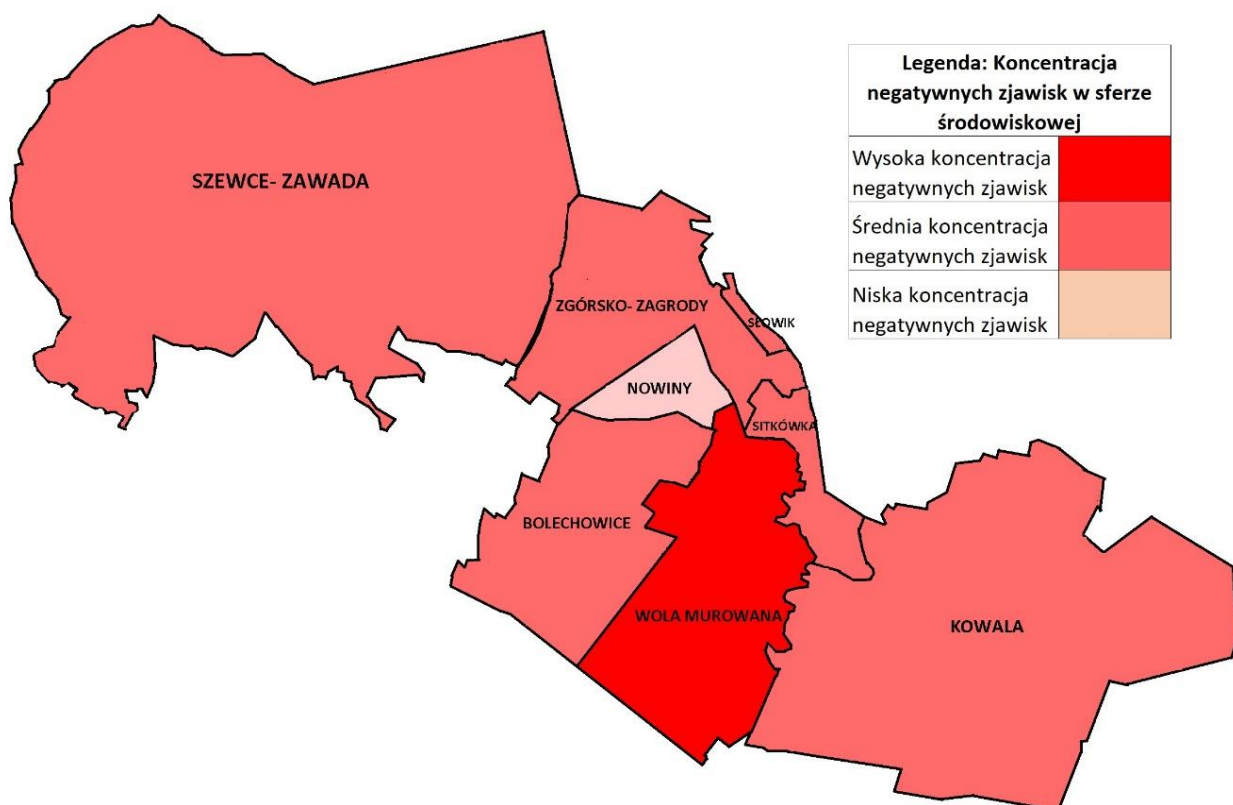 Legenda: Koncentracja
negatywnych zjawisk w sferze
środowiskowej
Wysoka koncentracja
negatywnych zjawisk
Średnia koncentracja
negatywnych zjawisk
Niska koncentracja
negatywnych zjawisk
SZEWCE- ZAWADA
ZGÓRSKO- ZAGRODY
SŁOWIK
NOWINY
SITKÓWKA
BOLECHOWICE
WOLA MUROWANA
KOWALA